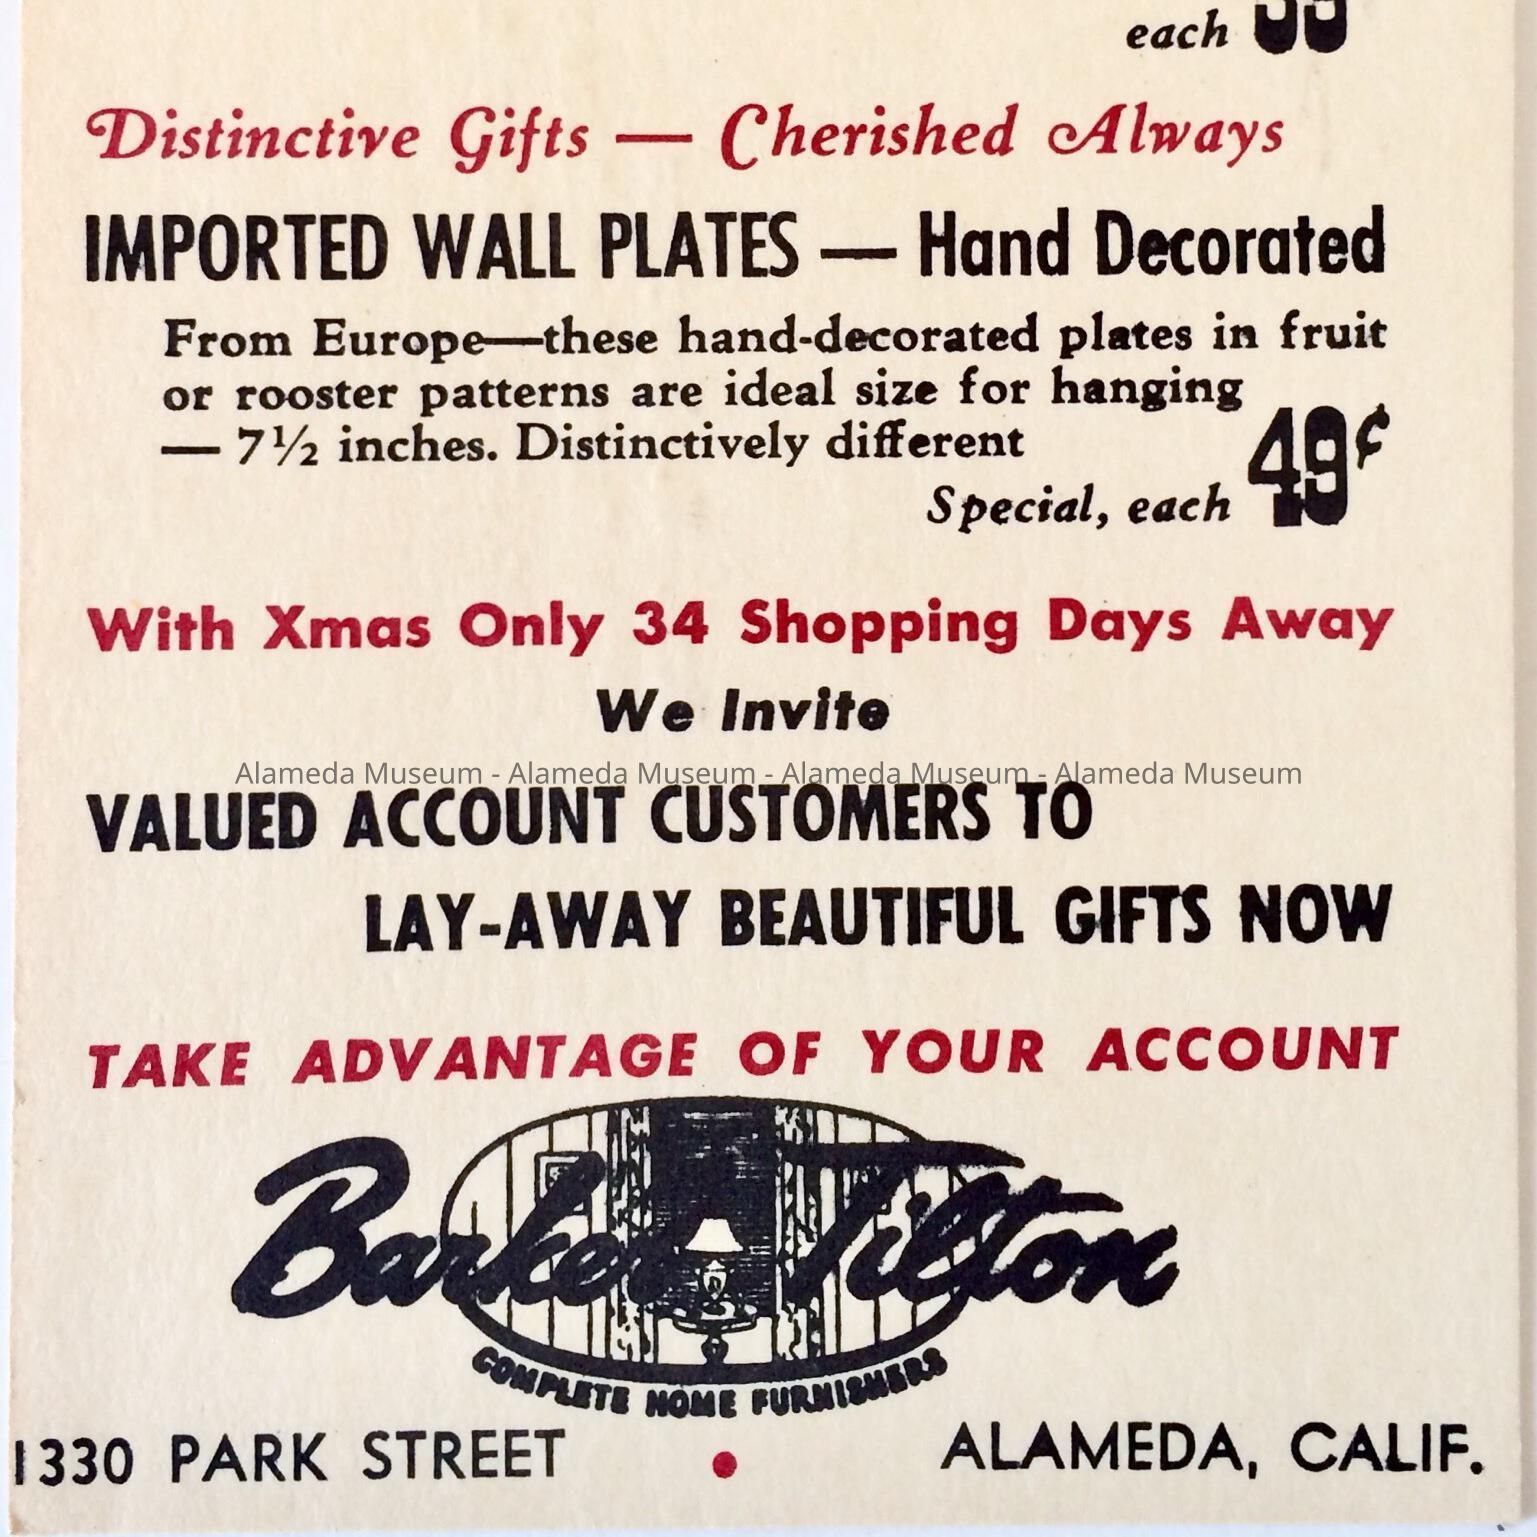 each
Distinctive Gifts — Cherished Always
IMPORTED WALL PLATES — Hand Decorated
From Europe—these hand-decorated plates in fruit
or rooster patterns are ideal size for hanging
— 7½ inches. Distinctively different
Special, each 49¢
With Xmas Only 34 Shopping Days Away
We Invite
Alameda Museum - Alameda Museum - Alameda Museum - Alameda Museum
VALUED ACCOUNT CUSTOMERS TO
LAY-AWAY BEAUTIFUL GIFTS NOW
TAKE ADVANTAGE OF YOUR ACCOUNT
Barker Tilton
COMPLETE HOME FURNISHERS
1330 PARK STREET • ALAMEDA, CALIF.